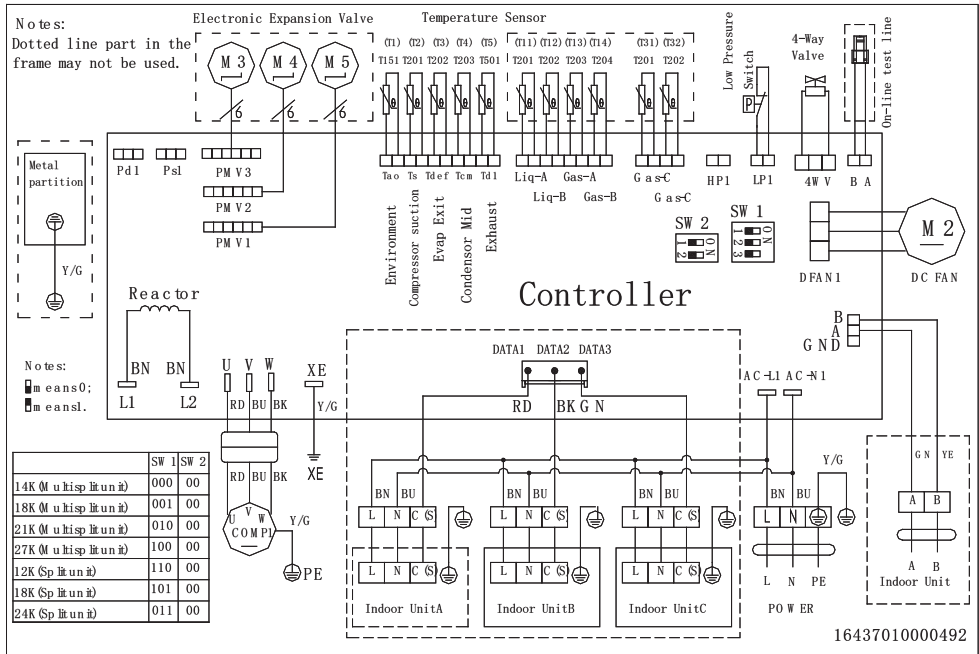 Notes:
Dotted line part in the
frame may not be used.
Electronic Expansion Valve
M 3
M 4
M 5
6
6
6
Temperature Sensor
(T1) (T2) (T3) (T4) (T5)
T151 T201 T202 T203 T501
(T11) (T12) (T13) (T14)
T201 T202 T203 T204
(T31) (T32)
T201 T202
Low Pressure
Switch
P
4-Way
Valve
On-line test line
Metal
partition
Y/G
Pd1
Ps1
PMV3
PMV2
PMV1
Tao Ts Tdef Tcm Td1
Environment
Compressor suction
Evap Exit
Condensor Mid
Exhaust
Liq-A Gas-A
Liq-B Gas-B
Gas-C
Gas-C
HP1
LP1
4WV
B A
SW 2
1 2
ON
SW 1
1 2 3
ON
DFAN1
M 2
DC FAN
Controller
Reactor
BN BN
L1 L2
B
A
GND
Notes:
means0;
means1.
U V W
RD BU BK
RD BU BK
U V W
COMP1
Y/G
PE
XE
Y/G
XE
DATA1 DATA2 DATA3
RD BK GN
AC-L1 AC-N1
BN BU
L N C(S)
L N C(S)
Indoor UnitA
BN BU
L N C(S)
L N C(S)
Indoor UnitB
BN BU
L N C(S)
L N C(S)
Indoor UnitC
BN BU
Y/G
L N
L N PE
POWER
GN YE
A B
A B
Indoor Unit
SW 1 SW 2
14K(Multisplitunit) 000 00
18K(Multisplitunit) 001 00
21K(Multisplitunit) 010 00
27K(Multisplitunit) 100 00
12K(Splitunit) 110 00
18K(Splitunit) 101 00
24K(Splitunit) 011 00
16437010000492